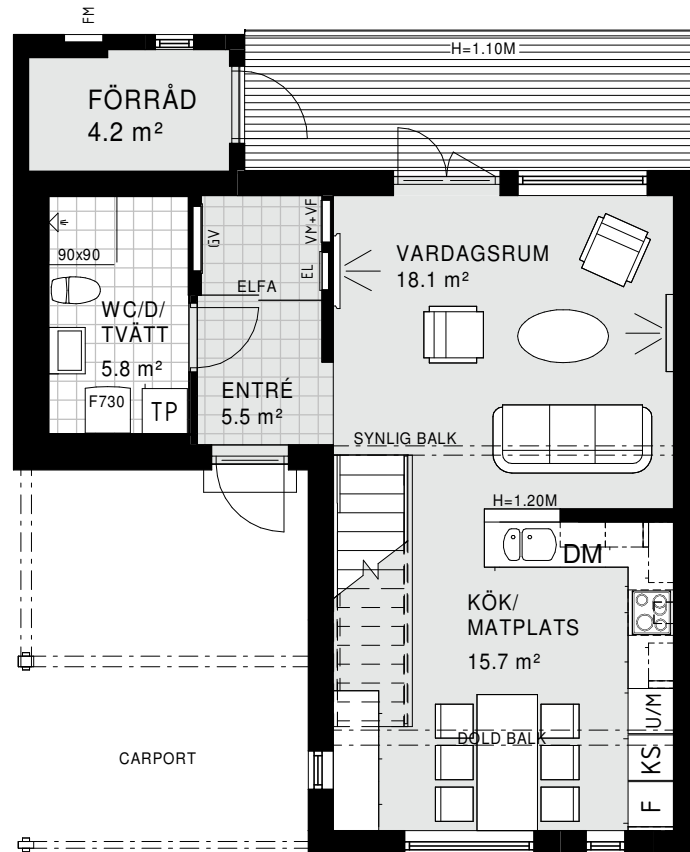 FM
H=1.10M
FÖRRÅD
4.2 m²
GV
VM+VF
EL
VARDAGSRUM
18.1 m²
90x90
ELFA
WC/D/
TVÄTT
5.8 m²
ENTRÉ
5.5 m²
F730
TP
SYNLIG BALK
H=1.20M
DM
KÖK/
MATPLATS
15.7 m²
U/M
DOLD BALK
KS
CARPORT
F